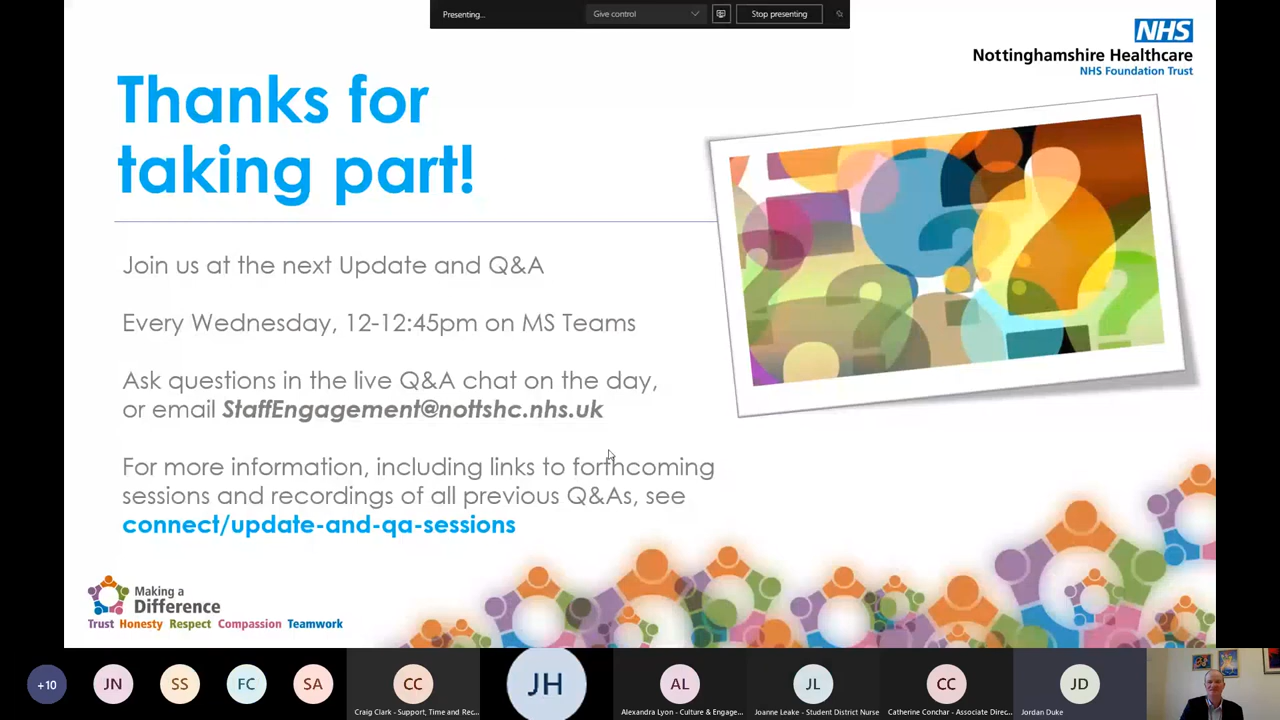 Presenting...
Give control
Stop presenting
NHS
Nottinghamshire Healthcare
NHS Foundation Trust
Thanks for
taking part!
Join us at the next Update and Q&A
Every Wednesday, 12-12:45pm on MS Teams
Ask questions in the live Q&A chat on the day,
or email StaffEngagement@nottshc.nhs.uk
For more information, including links to forthcoming
sessions and recordings of all previous Q&As, see
connect/update-and-qa-sessions
Making a
Difference
Trust Honesty Respect Compassion Teamwork
+10
JN
SS
FC
SA
CC
JH
AL
JL
CC
JD
Craig Clark - Support, Time and Rec...
Alexandra Lyon - Culture & Engage...
Joanne Leake - Student District Nurse
Catherine Conchar - Associate Direc...
Jordan Duke